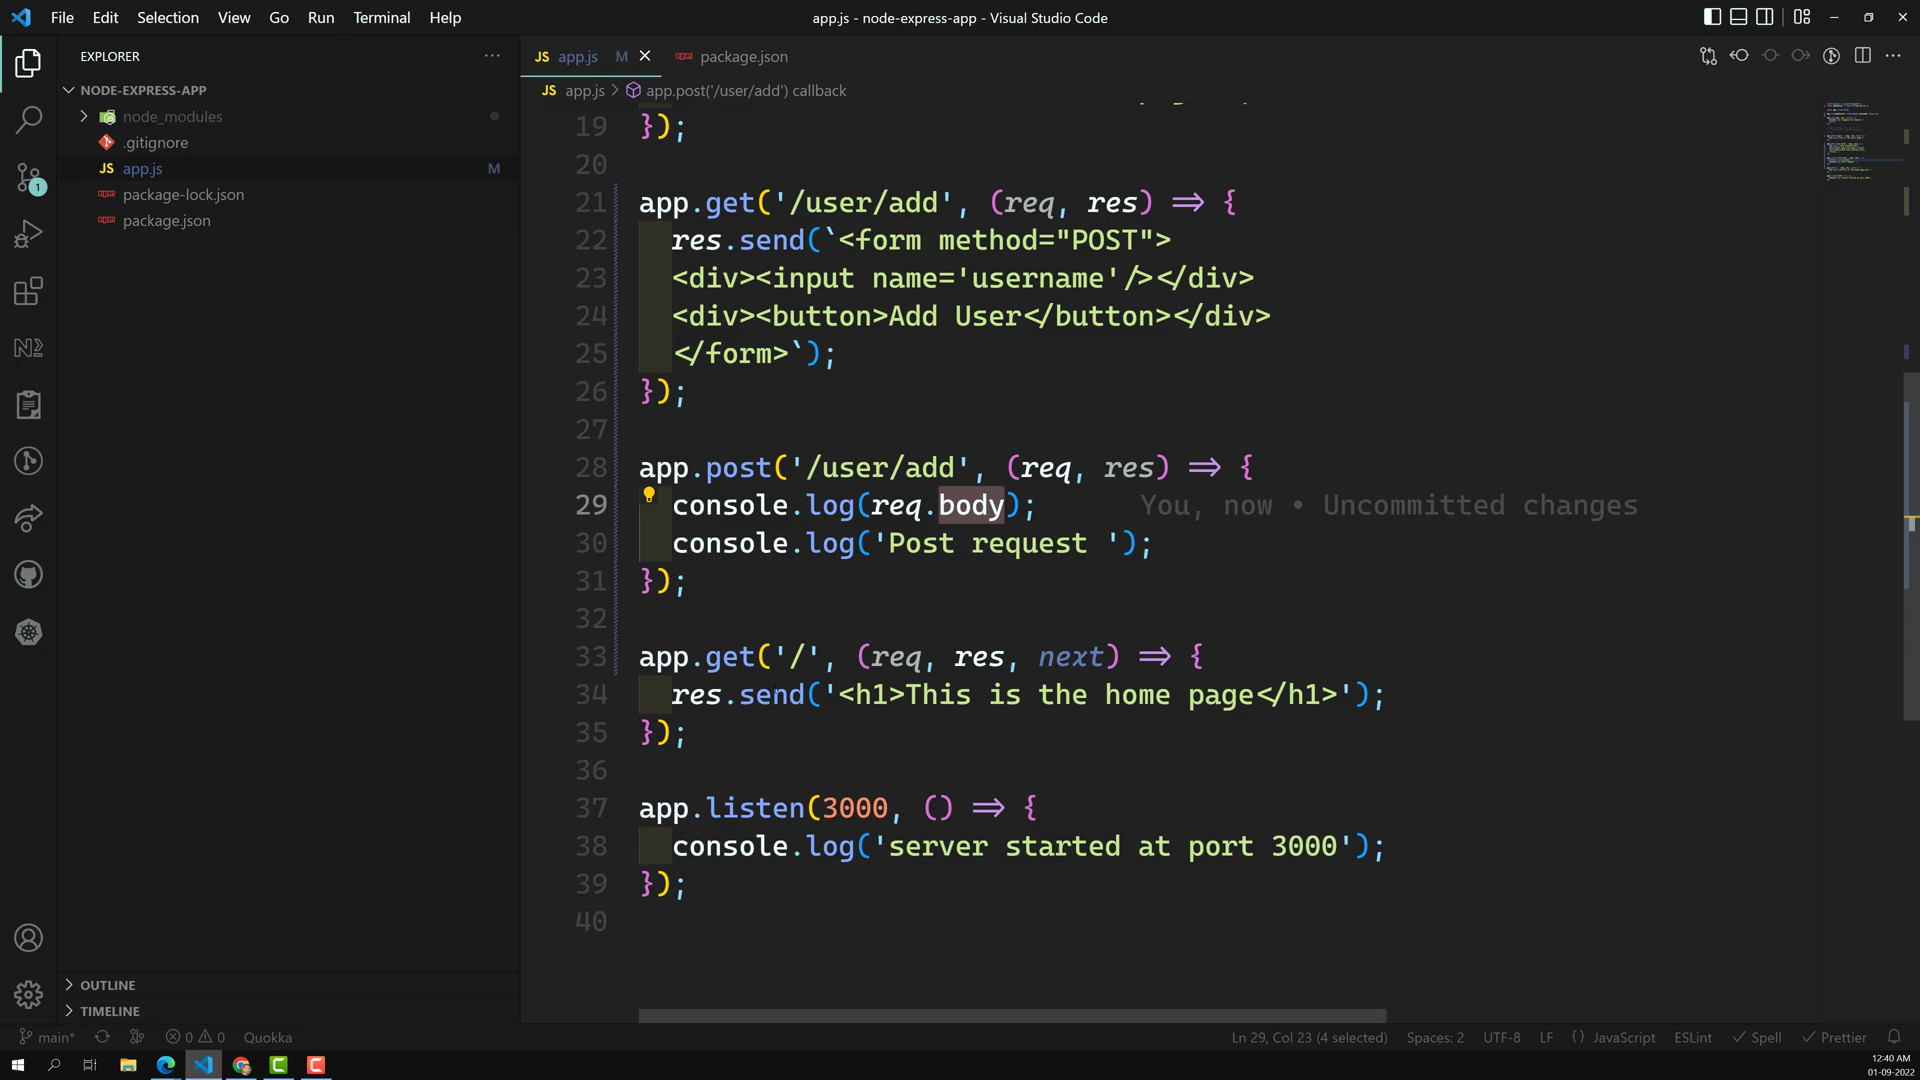 File Edit Selection View Go Run Terminal Help
app.js - node-express-app - Visual Studio Code
EXPLORER
NODE-EXPRESS-APP
node_modules
.gitignore
JS app.js M
package-lock.json
package.json
OUTLINE
TIMELINE
1
JS app.js M
package.json
JS app.js > app.post('/user/add') callback
19 });
20
21 app.get('/user/add', (req, res) => {
22 res.send(`<form method="POST">
23 <div><input name='username'/></div>
24 <div><button>Add User</button></div>
25 </form>`);
26 });
27
28 app.post('/user/add', (req, res) => {
29 console.log(req.body); You, now • Uncommitted changes
30 console.log('Post request ');
31 });
32
33 app.get('/', (req, res, next) => {
34 res.send('<h1>This is the home page</h1>');
35 });
36
37 app.listen(3000, () => {
38 console.log('server started at port 3000');
39 });
40
main* 0 0 Quokka Ln 29, Col 23 (4 selected) Spaces: 2 UTF-8 LF {} JavaScript ESLint Spell Prettier
12:40 AM
01-09-2022